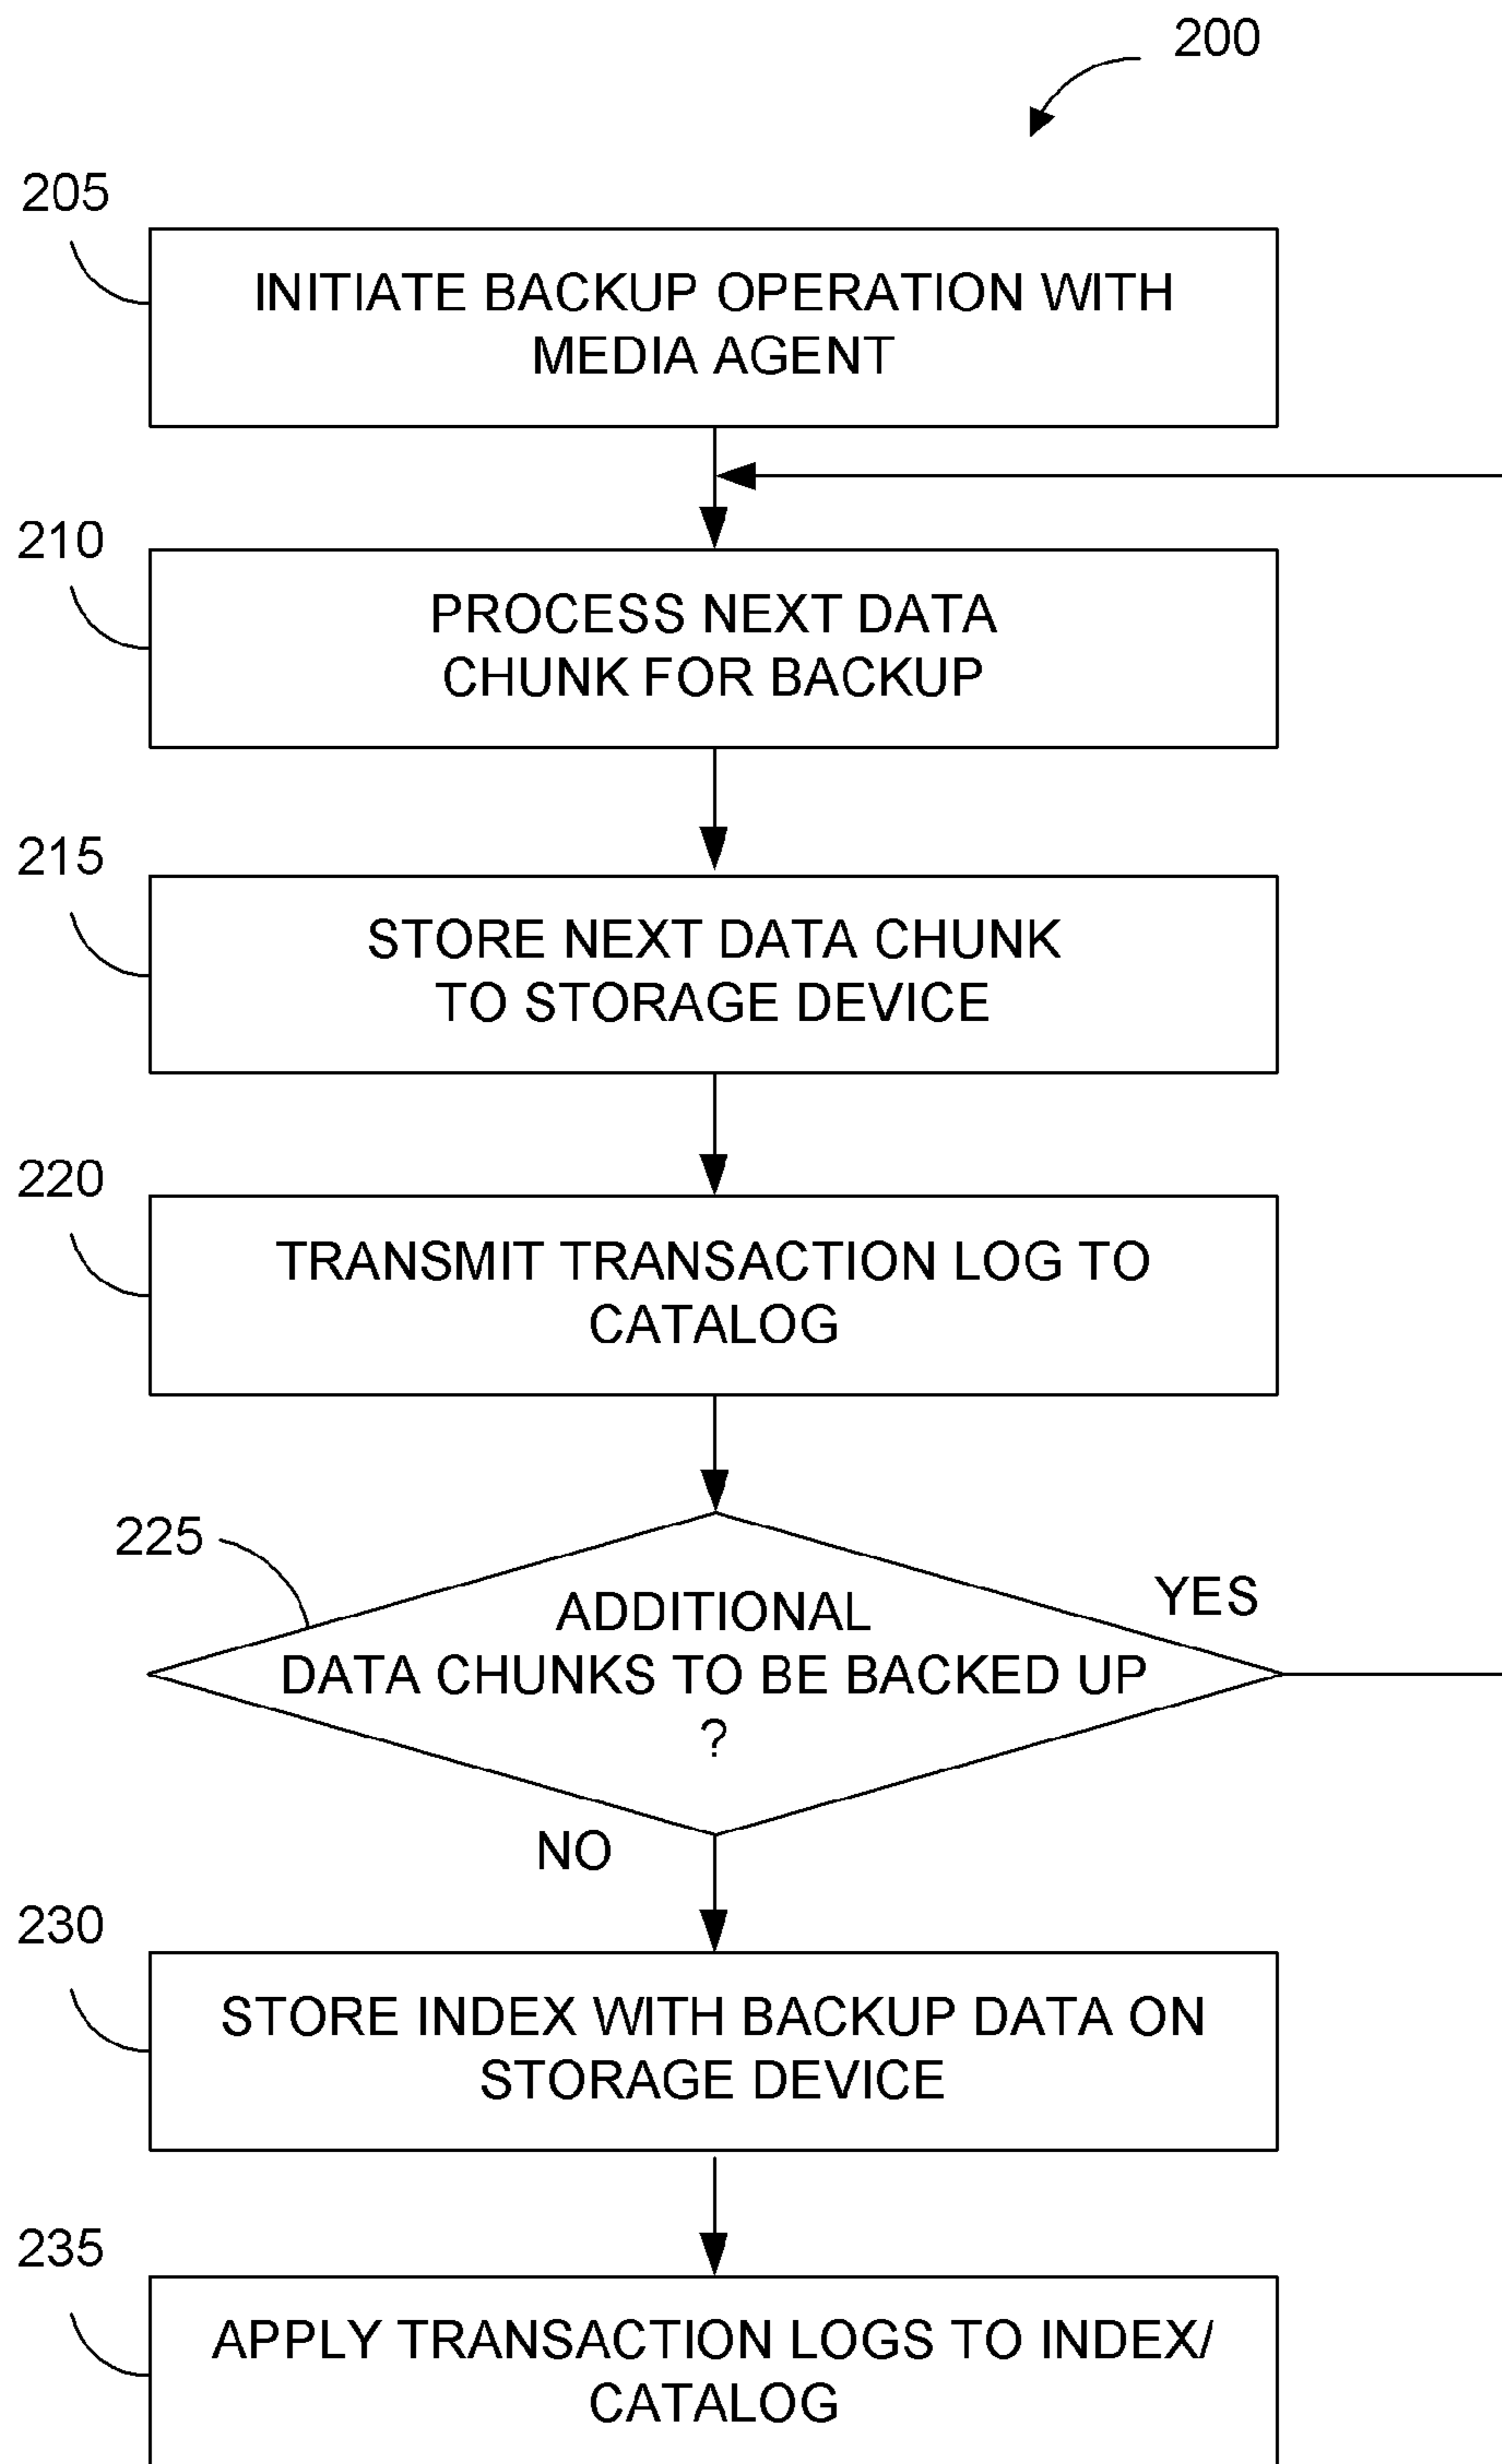 200
205
INITIATE BACKUP OPERATION WITH
MEDIA AGENT
210
PROCESS NEXT DATA
CHUNK FOR BACKUP
215
STORE NEXT DATA CHUNK
TO STORAGE DEVICE
220
TRANSMIT TRANSACTION LOG TO
CATALOG
225
ADDITIONAL
DATA CHUNKS TO BE BACKED UP
?
YES
NO
230
STORE INDEX WITH BACKUP DATA ON
STORAGE DEVICE
235
APPLY TRANSACTION LOGS TO INDEX/
CATALOG